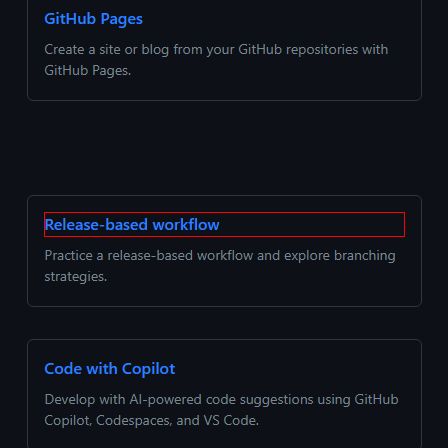 GitHub Pages
Create a site or blog from your GitHub repositories with
GitHub Pages.
Release-based workflow
Practice a release-based workflow and explore branching
strategies.
Code with Copilot
Develop with AI-powered code suggestions using GitHub
Copilot, Codespaces, and VS Code.